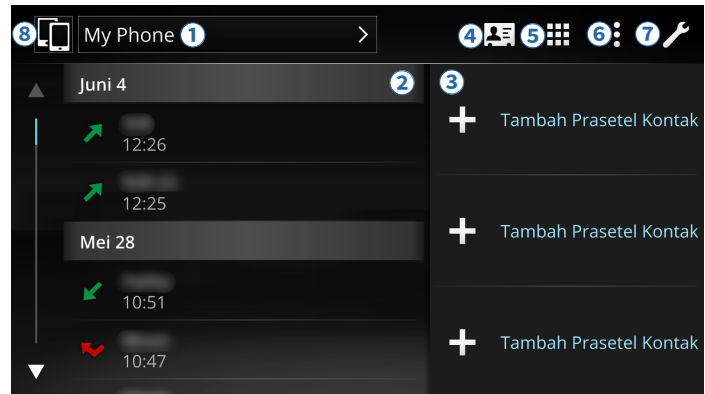 8 My Phone 1 4 5 6 7
Juni 4 2 3
Tambah Prasetel Kontak
12:26
12:25
Mei 28
Tambah Prasetel Kontak
10:51
Tambah Prasetel Kontak
10:47